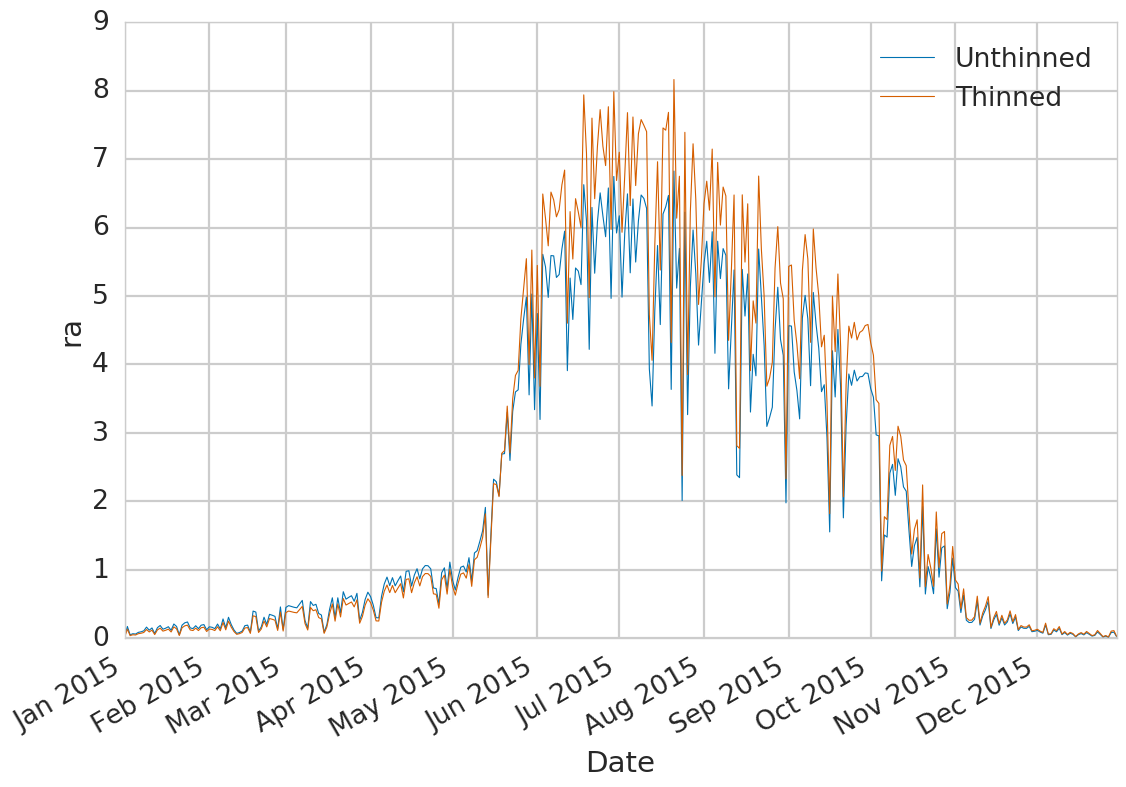 9
8
7
6
5
4
3
2
1
0
ra
Unthinned
Thinned
Jan 2015
Feb 2015
Mar 2015
Apr 2015
May 2015
Jun 2015
Jul 2015
Aug 2015
Sep 2015
Oct 2015
Nov 2015
Dec 2015
Date